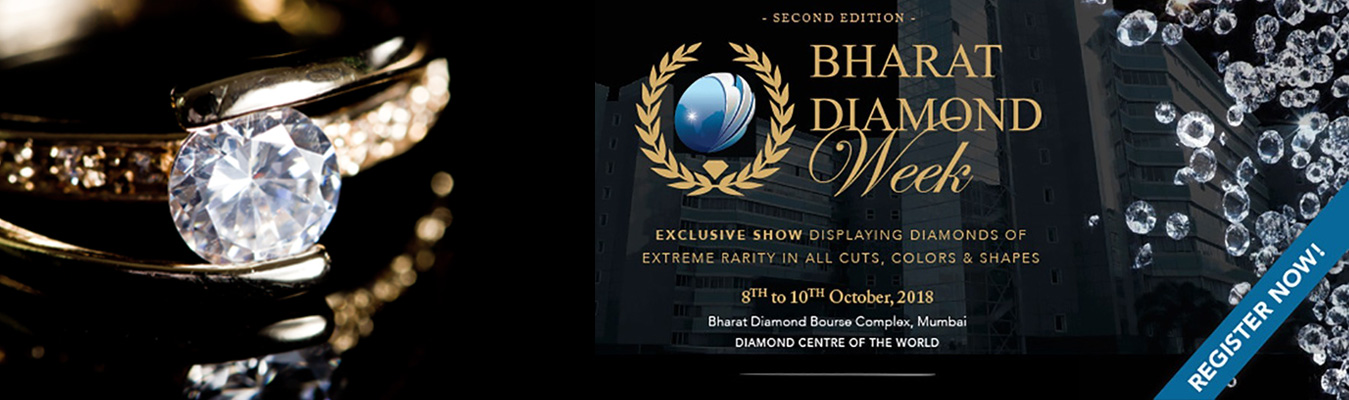 - SECOND EDITION -
BHARAT
DIAMOND
Week
EXCLUSIVE SHOW DISPLAYING DIAMONDS OF
EXTREME RARITY IN ALL CUTS, COLORS & SHAPES
8TH to 10TH October, 2018
Bharat Diamond Bourse Complex, Mumbai
DIAMOND CENTRE OF THE WORLD
REGISTER NOW!